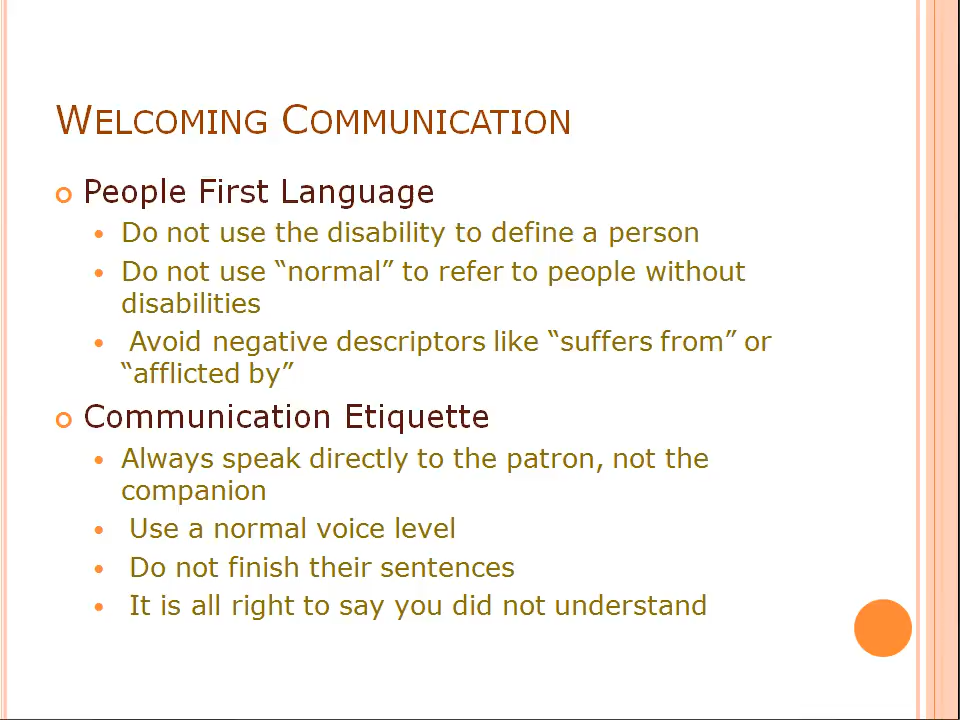 WELCOMING COMMUNICATION
People First Language
Do not use the disability to define a person
Do not use “normal” to refer to people without
disabilities
Avoid negative descriptors like “suffers from” or
“afflicted by”
Communication Etiquette
Always speak directly to the patron, not the
companion
Use a normal voice level
Do not finish their sentences
It is all right to say you did not understand